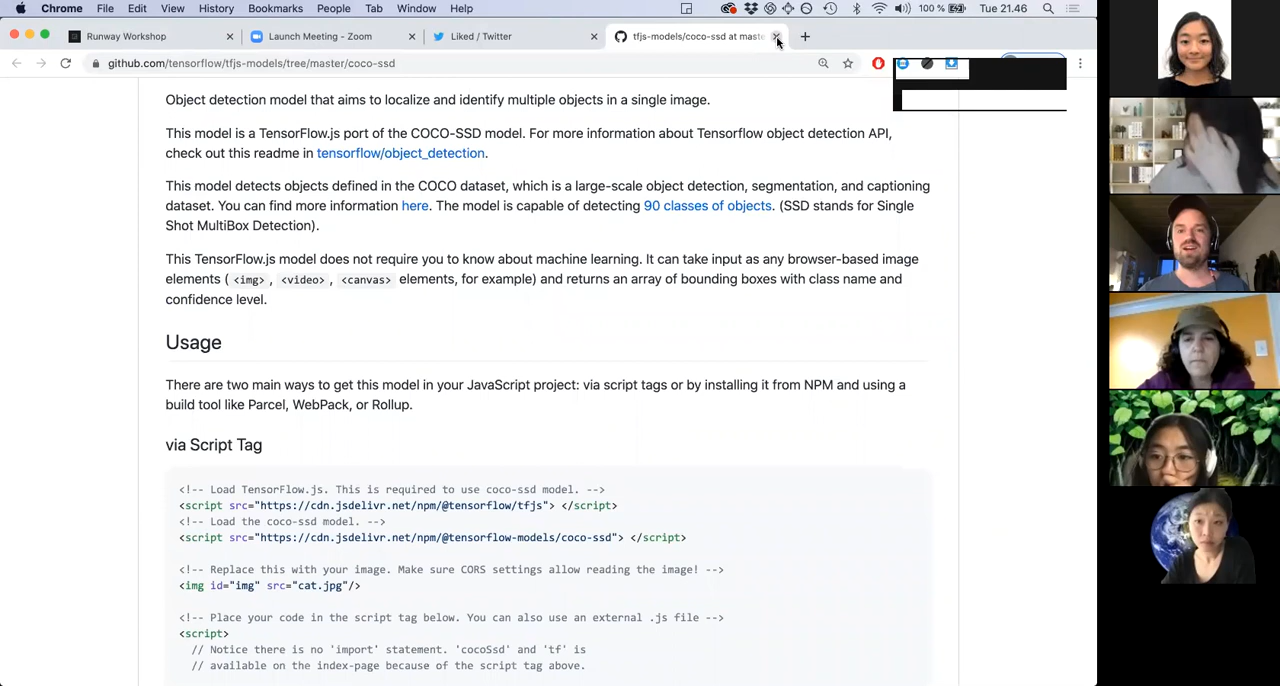 Chrome File Edit View History Bookmarks People Tab Window Help 100 % Tue 21.46
Runway Workshop Launch Meeting - Zoom Liked / Twitter tfjs-models/coco-ssd at maste
github.com/tensorflow/tfjs-models/tree/master/coco-ssd
Object detection model that aims to localize and identify multiple objects in a single image.
This model is a TensorFlow.js port of the COCO-SSD model. For more information about Tensorflow object detection API,
check out this readme in tensorflow/object_detection.
This model detects objects defined in the COCO dataset, which is a large-scale object detection, segmentation, and captioning
dataset. You can find more information here. The model is capable of detecting 90 classes of objects. (SSD stands for Single
Shot MultiBox Detection).
This TensorFlow.js model does not require you to know about machine learning. It can take input as any browser-based image
elements ( <img> , <video> , <canvas> elements, for example) and returns an array of bounding boxes with class name and
confidence level.
Usage
There are two main ways to get this model in your JavaScript project: via script tags or by installing it from NPM and using a
build tool like Parcel, WebPack, or Rollup.
via Script Tag
<!-- Load TensorFlow.js. This is required to use coco-ssd model. -->
<script src="https://cdn.jsdelivr.net/npm/@tensorflow/tfjs"> </script>
<!-- Load the coco-ssd model. -->
<script src="https://cdn.jsdelivr.net/npm/@tensorflow-models/coco-ssd"> </script>
<!-- Replace this with your image. Make sure CORS settings allow reading the image! -->
<img id="img" src="cat.jpg"/>
<!-- Place your code in the script tag below. You can also use an external .js file -->
<script>
// Notice there is no 'import' statement. 'cocoSsd' and 'tf' is
// available on the index-page because of the script tag above.